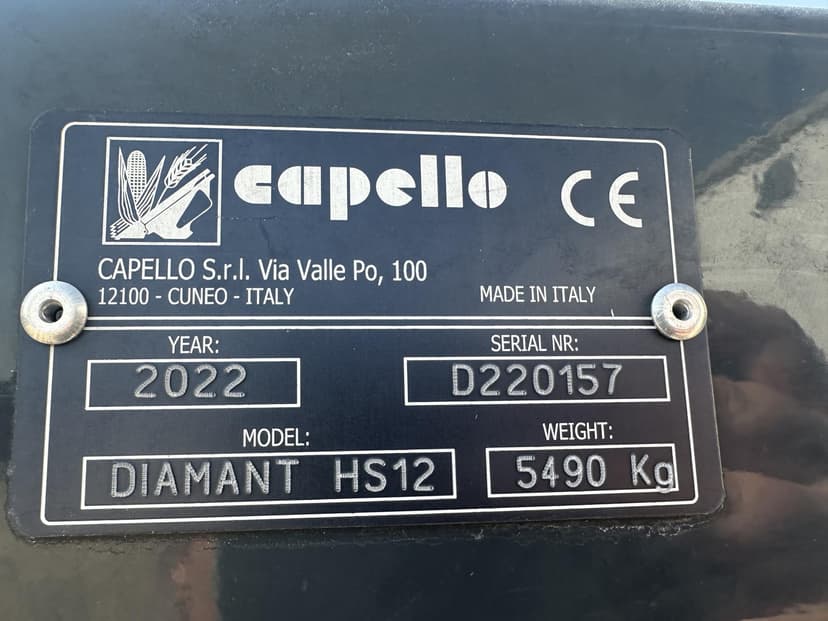 capello CE
CAPELLO S.r.l. Via Valle Po, 100
12100 - CUNEO - ITALY MADE IN ITALY
YEAR: SERIAL NR:
2022 D220157
MODEL: WEIGHT:
DIAMANT HS12 5490 Kg